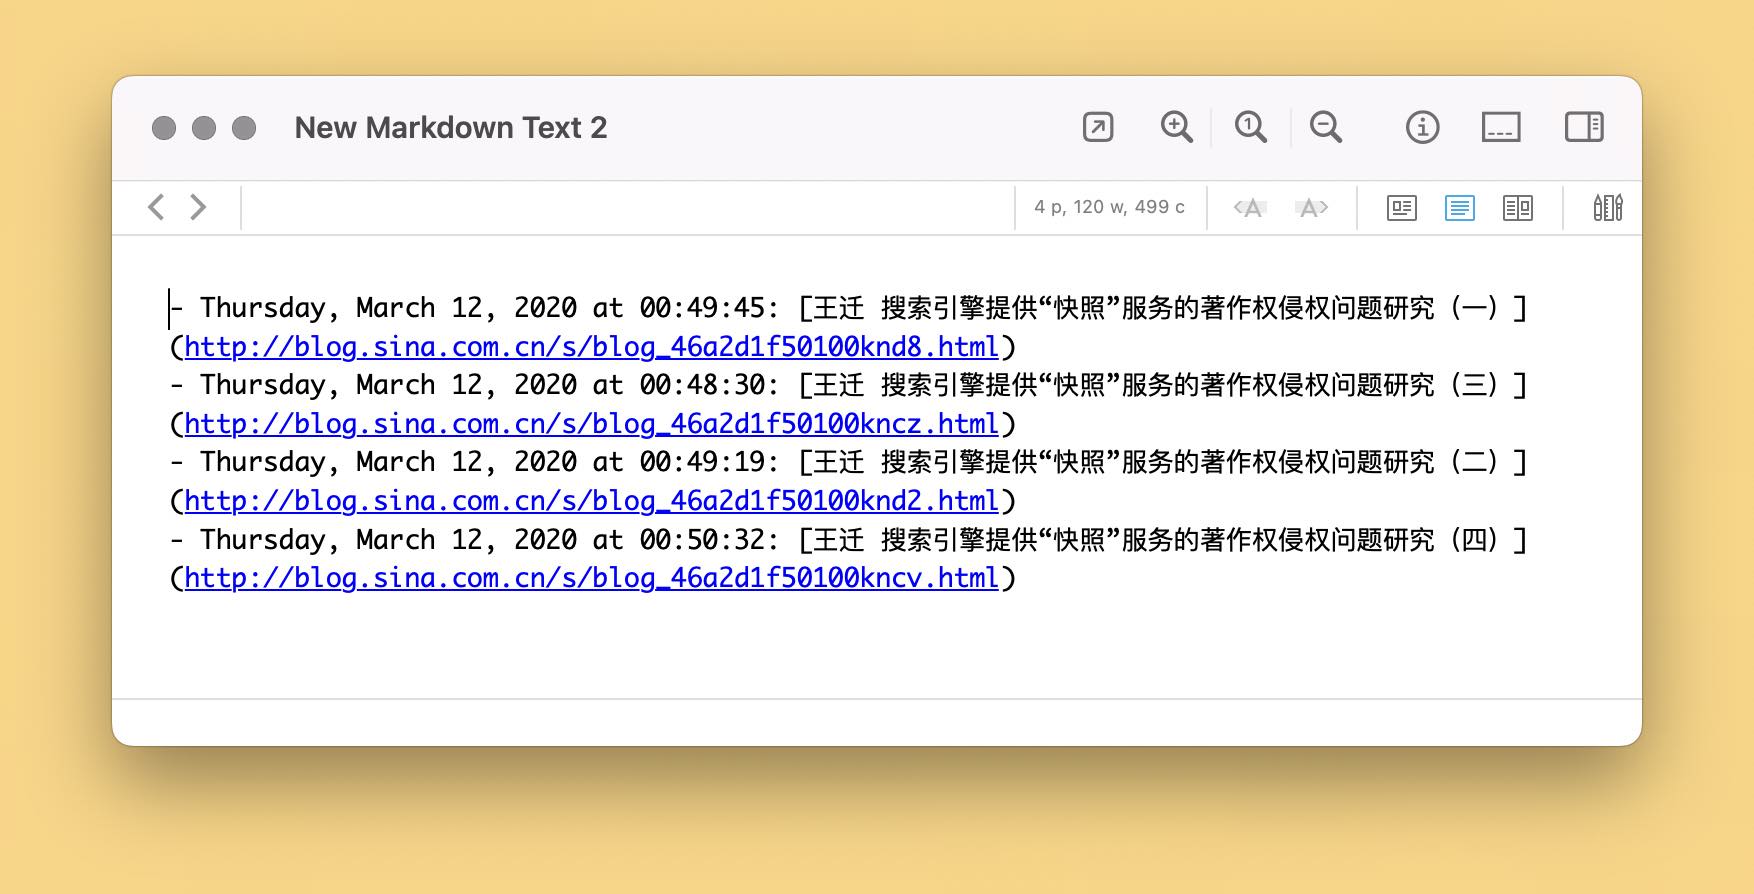 New Markdown Text 2
4 p, 120 w, 499 c
- Thursday, March 12, 2020 at 00:49:45: [王迁 搜索引擎提供“快照”服务的著作权侵权问题研究（一）]
(http://blog.sina.com.cn/s/blog_46a2d1f50100knd8.html)
- Thursday, March 12, 2020 at 00:48:30: [王迁 搜索引擎提供“快照”服务的著作权侵权问题研究（三）]
(http://blog.sina.com.cn/s/blog_46a2d1f50100kncz.html)
- Thursday, March 12, 2020 at 00:49:19: [王迁 搜索引擎提供“快照”服务的著作权侵权问题研究（二）]
(http://blog.sina.com.cn/s/blog_46a2d1f50100knd2.html)
- Thursday, March 12, 2020 at 00:50:32: [王迁 搜索引擎提供“快照”服务的著作权侵权问题研究（四）]
(http://blog.sina.com.cn/s/blog_46a2d1f50100kncv.html)